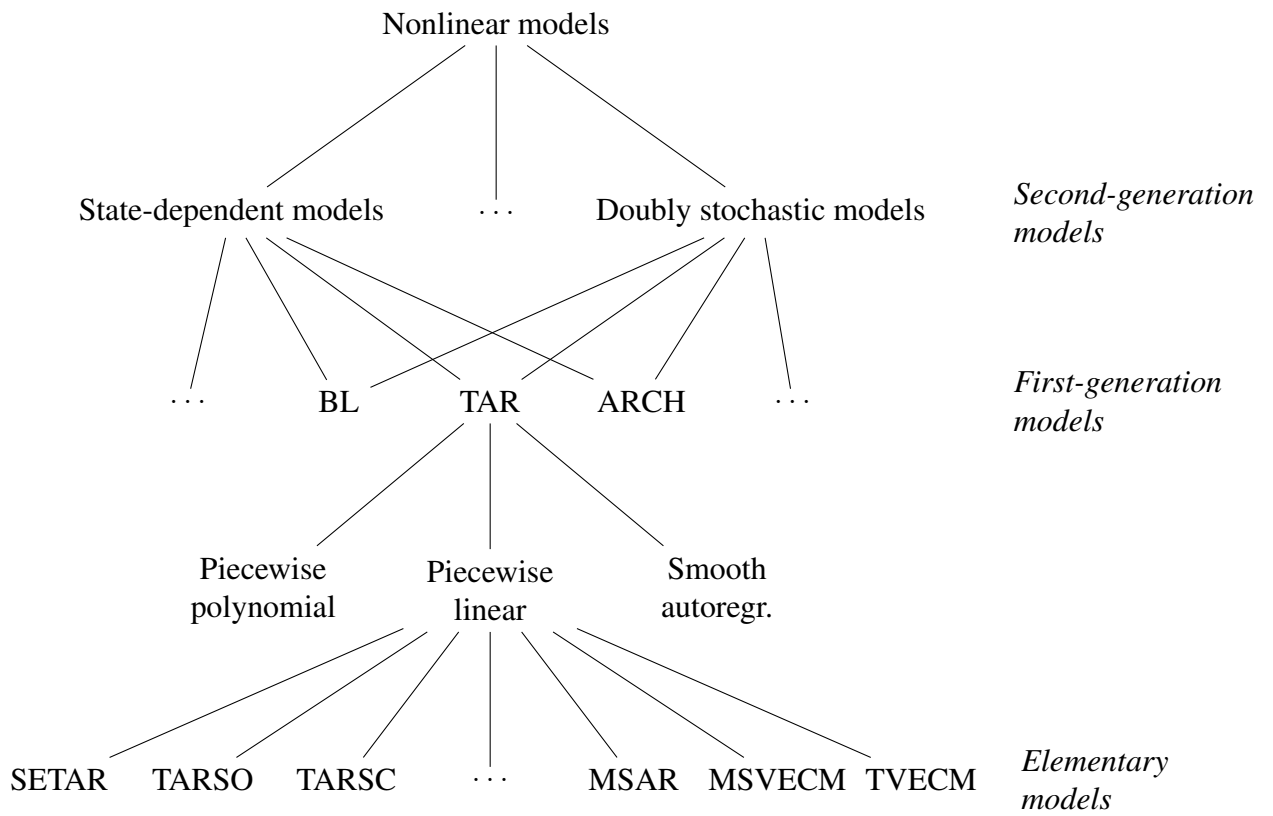 Nonlinear models
State-dependent models
· · ·
Doubly stochastic models
Second-generation
models
· · ·
BL
TAR
ARCH
· · ·
First-generation
models
Piecewise
polynomial
Piecewise
linear
Smooth
autoregr.
SETAR
TARSO
TARSC
· · ·
MSAR
MSVECM
TVECM
Elementary
models